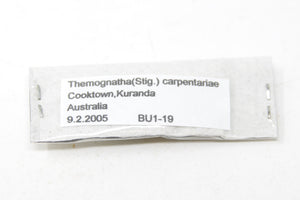 Themognatha(Stig.) carpentariae
Cooktown,Kuranda
Australia
9.2.2005 BU1-19